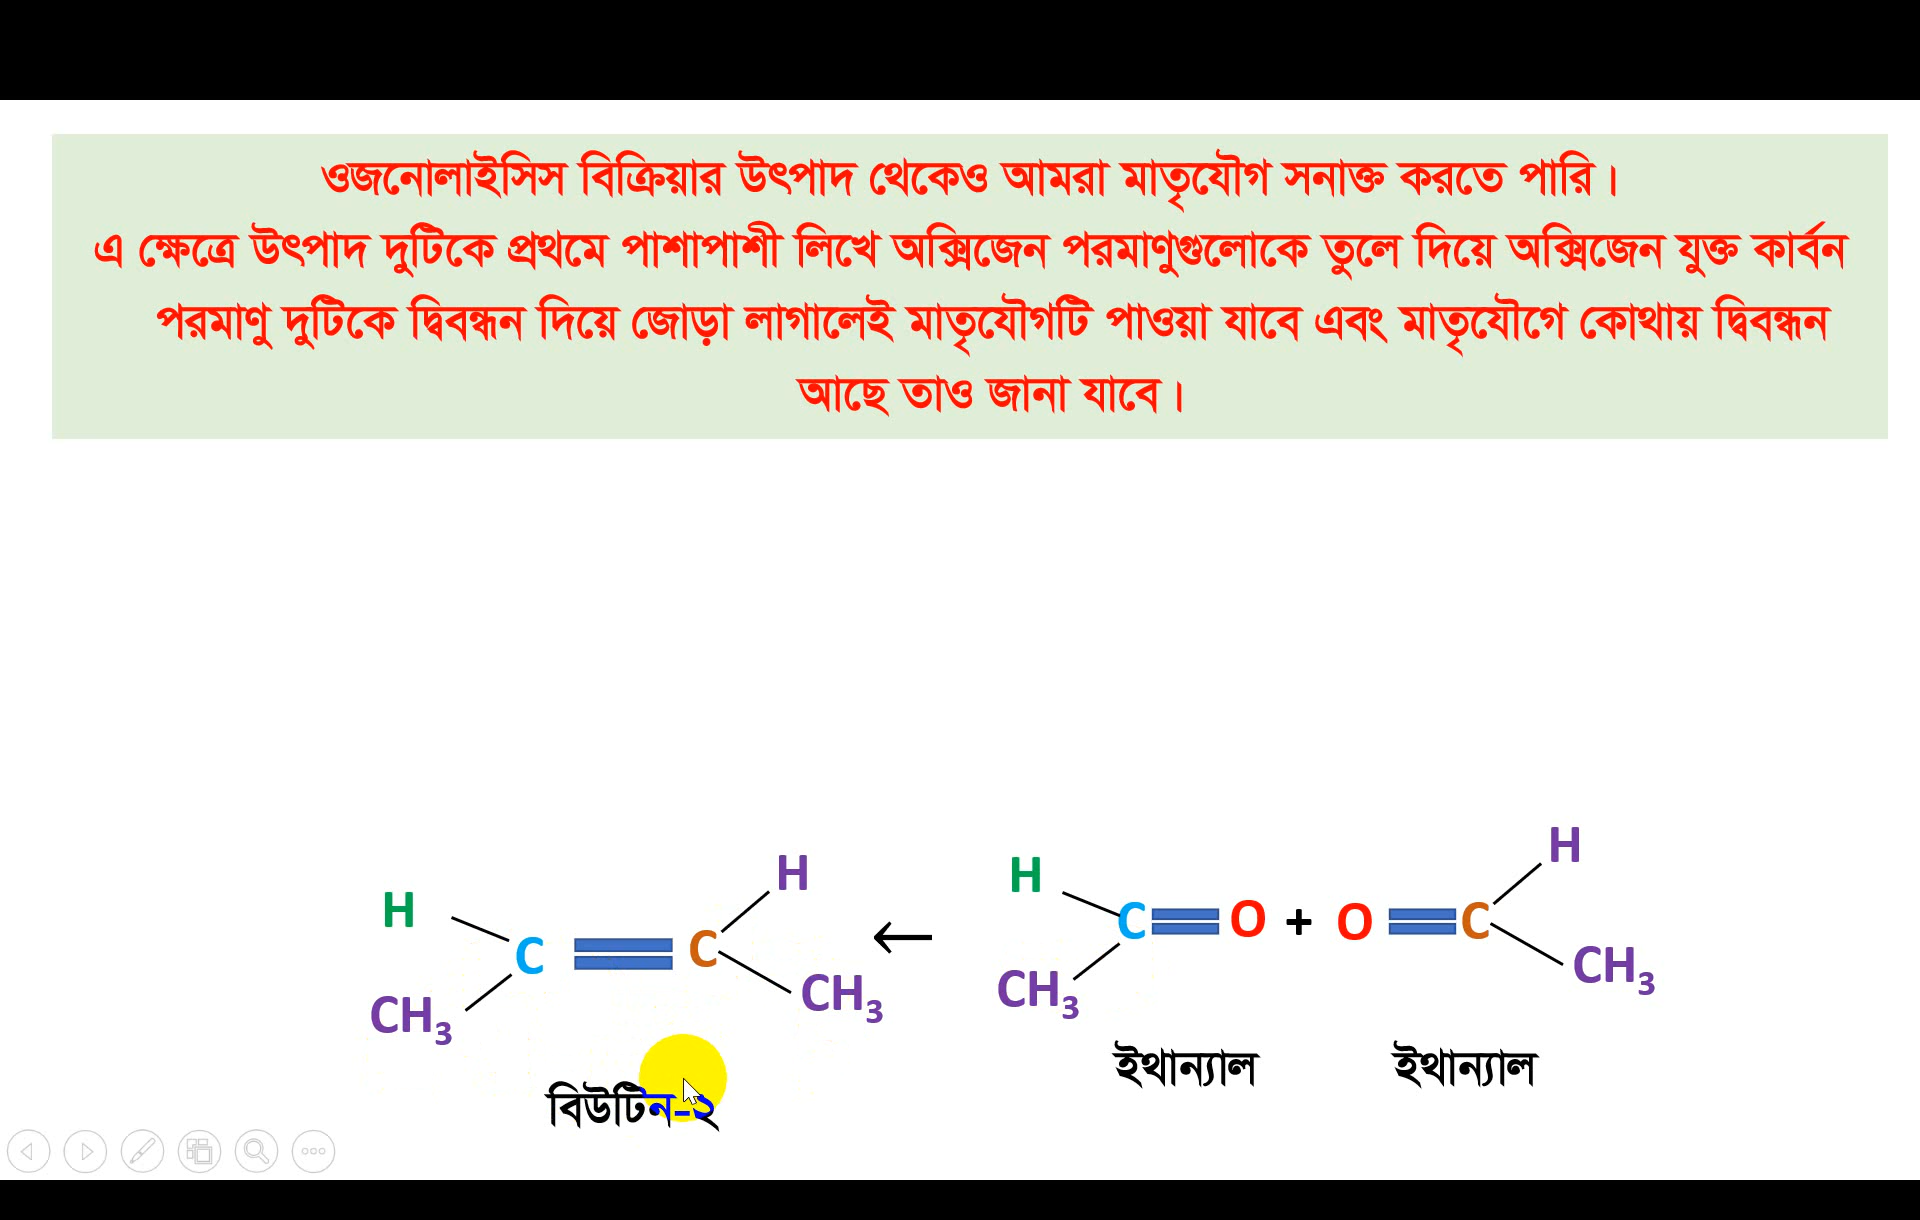 ওজনোলাইসিস বিক্রিয়ার উৎপাদ থেকেও আমরা মাতৃযৌগ সনাক্ত করতে পারি।
এ ক্ষেত্রে উৎপাদ দুটিকে প্রথমে পাশাপাশী লিখে অক্সিজেন পরমাণুগুলোকে তুলে দিয়ে অক্সিজেন যুক্ত কার্বন
পরমাণু দুটিকে দ্বিবন্ধন দিয়ে জোড়া লাগালেই মাতৃযৌগটি পাওয়া যাবে এবং মাতৃযৌগে কোথায় দ্বিবন্ধন
আছে তাও জানা যাবে।
H H H H
C C ← C O + O C
CH₃ CH₃ CH₃ CH₃
ইথান্যাল ইথান্যাল
বিউটিন-২